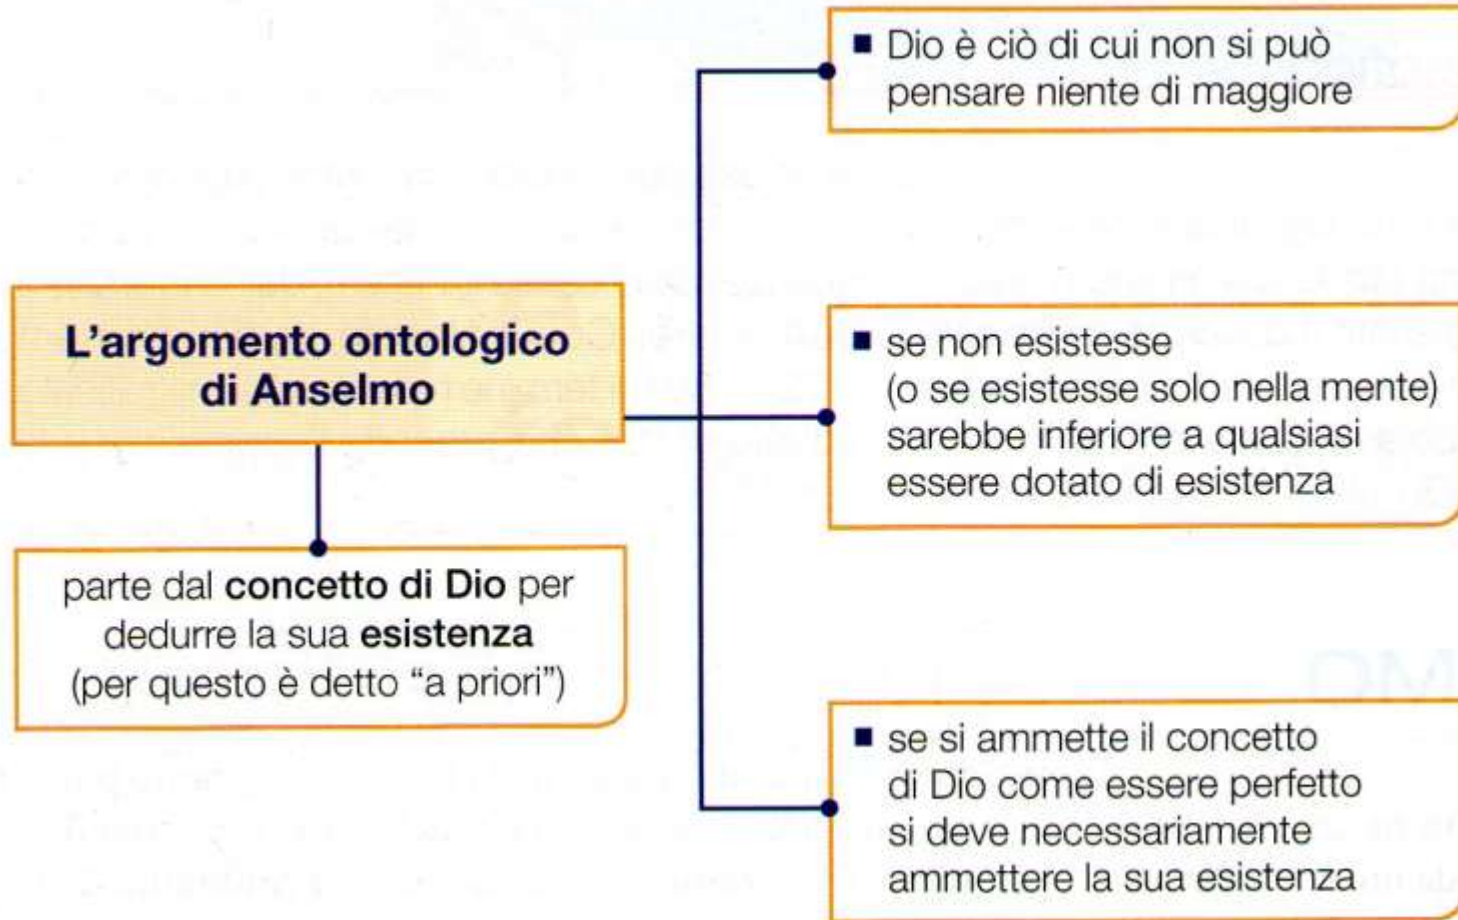 L'argomento ontologico
di Anselmo
parte dal concetto di Dio per
dedurre la sua esistenza
(per questo è detto “a priori”)
■ Dio è ciò di cui non si può
pensare niente di maggiore
■ se non esistesse
(o se esistesse solo nella mente)
sarebbe inferiore a qualsiasi
essere dotato di esistenza
■ se si ammette il concetto
di Dio come essere perfetto
si deve necessariamente
ammettere la sua esistenza